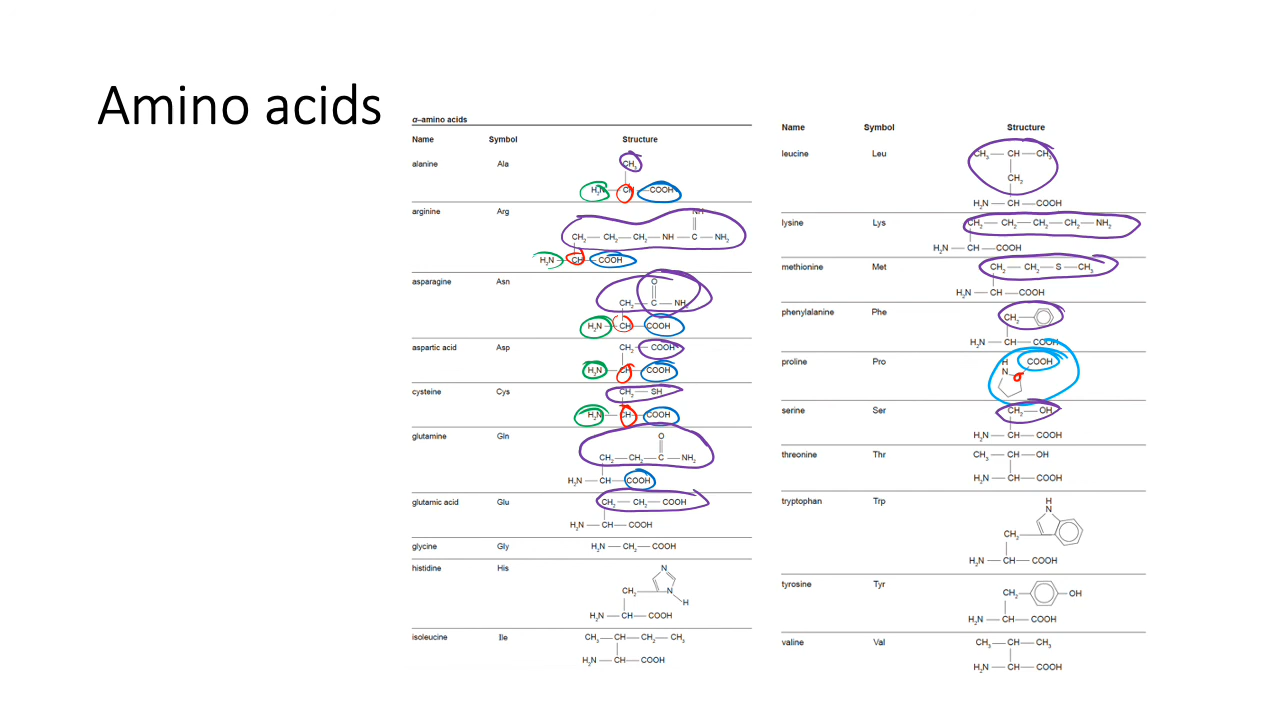 Amino acids
α–amino acids
Name Symbol Structure
alanine Ala
CH₃
H₂N — CH — COOH
arginine Arg
NH
CH₂ — CH₂ — CH₂ — NH — C — NH₂
H₂N — CH — COOH
asparagine Asn
O
CH₂ — C — NH₂
H₂N — CH — COOH
aspartic acid Asp
CH₂ — COOH
H₂N — CH — COOH
cysteine Cys
CH₂ — SH
H₂N — CH — COOH
glutamine Gln
O
CH₂ — CH₂ — C — NH₂
H₂N — CH — COOH
glutamic acid Glu
CH₂ — CH₂ — COOH
H₂N — CH — COOH
glycine Gly
H₂N — CH₂ — COOH
histidine His
N
CH₂ N
H
H₂N — CH — COOH
isoleucine Ile
CH₃ — CH — CH₂ — CH₃
H₂N — CH — COOH
Name Symbol Structure
leucine Leu
CH₃ — CH — CH₃
CH₂
H₂N — CH — COOH
lysine Lys
CH₂ — CH₂ — CH₂ — CH₂ — NH₂
H₂N — CH — COOH
methionine Met
CH₂ — CH₂ — S — CH₃
H₂N — CH — COOH
phenylalanine Phe
CH₂
H₂N — CH — COOH
proline Pro
H COOH
N
serine Ser
CH₂ — OH
H₂N — CH — COOH
threonine Thr
CH₃ — CH — OH
H₂N — CH — COOH
tryptophan Trp
H
N
CH₂
H₂N — CH — COOH
tyrosine Tyr
CH₂ OH
H₂N — CH — COOH
valine Val
CH₃ — CH — CH₃
H₂N — CH — COOH